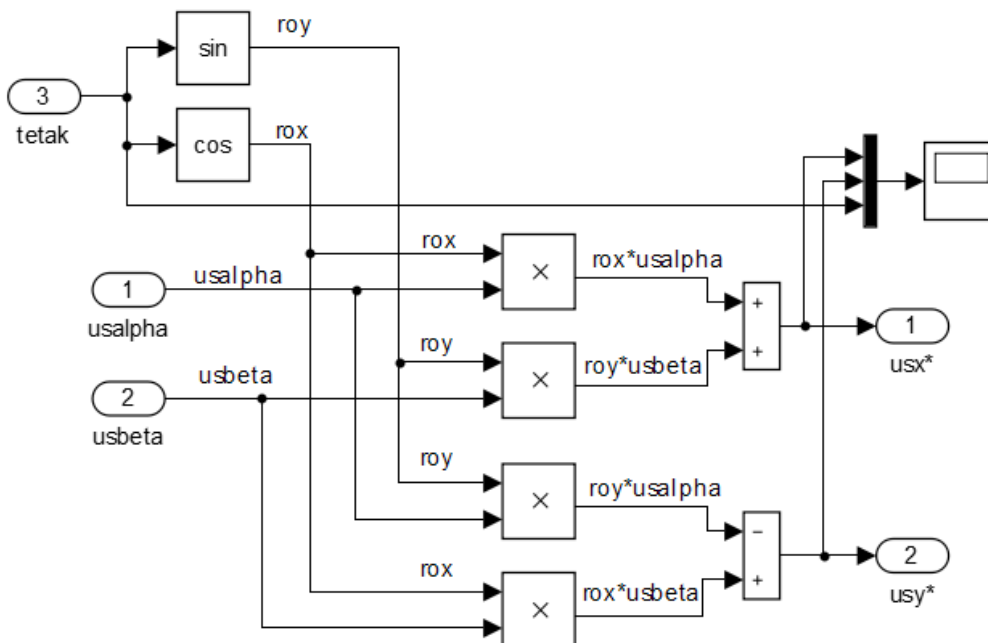 roy
sin
3
tetak
rox
cos
rox
rox*usalpha
usalpha
×
1
usalpha
+
+
1
usx*
roy
roy*usbeta
usbeta
×
2
usbeta
roy
roy*usalpha
×
−
+
2
usy*
rox
rox*usbeta
×